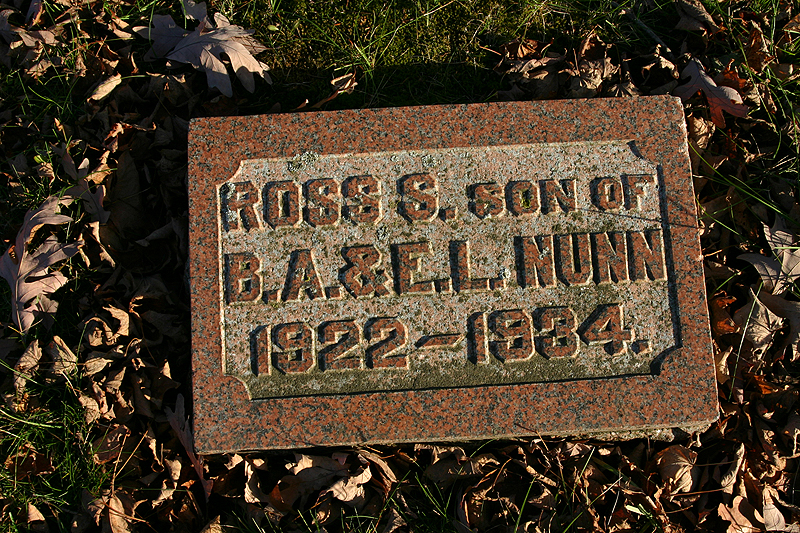 ROSS S. SON OF
B.A.&E.L. NUNN
1922-1934.